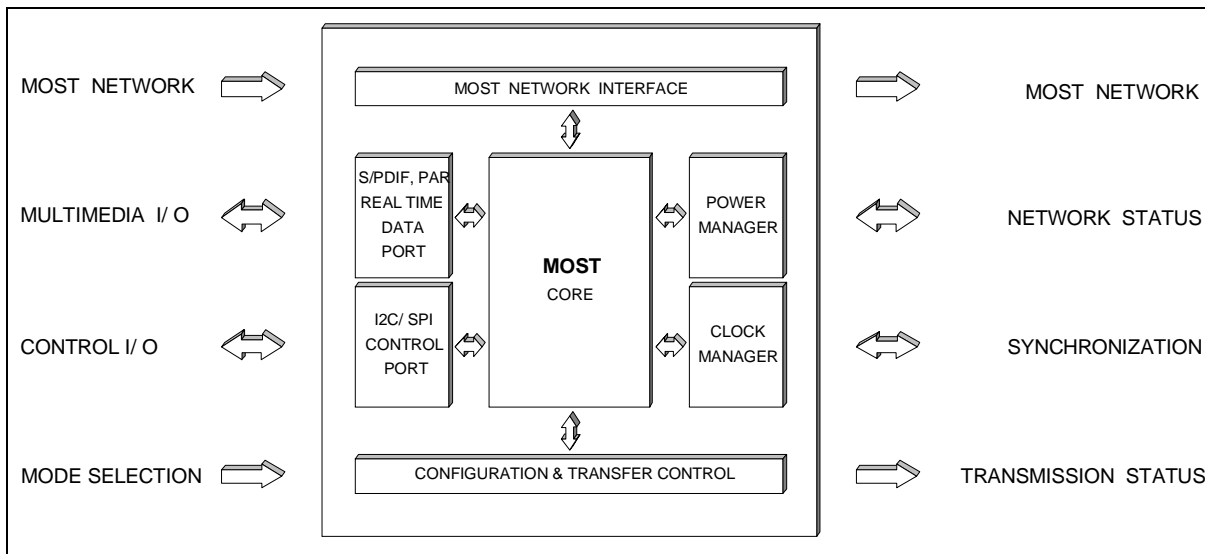 MOST NETWORK
MOST NETWORK INTERFACE
MOST NETWORK
MULTIMEDIA I/ O
S/PDIF, PAR
REAL TIME
DATA
PORT
MOST
CORE
POWER
MANAGER
NETWORK STATUS
CONTROL I/ O
I2C/ SPI
CONTROL
PORT
CLOCK
MANAGER
SYNCHRONIZATION
MODE SELECTION
CONFIGURATION & TRANSFER CONTROL
TRANSMISSION STATUS